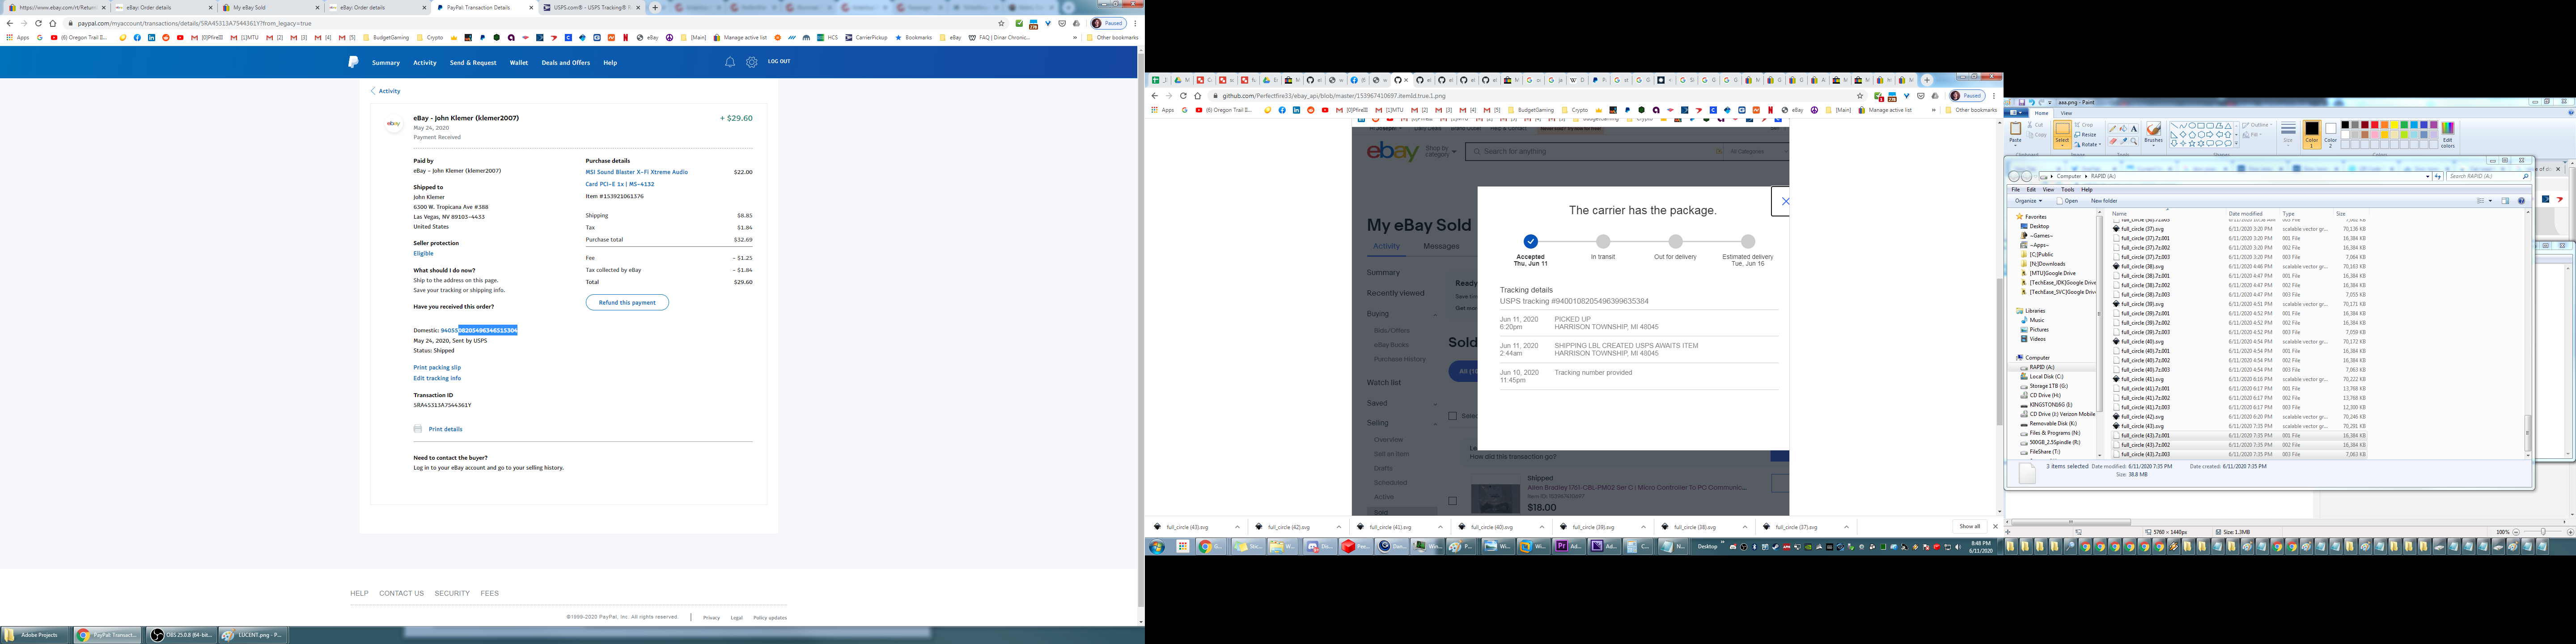 https://www.ebay.com/rt/Return
eBay: Order details
My eBay Sold
eBay: Order details
PayPal: Transaction Details
USPS.com® - USPS Tracking®
paypal.com/myaccount/transactions/details/5RA45313A7544361Y?from_legacy=true
Paused
Apps
(6) Oregon Trail II...
[1]MTU
[2]
[3]
[4]
[5]
BudgetGaming
Crypto
eBay
[Main]
Manage active list
HCS
CarrierPickup
Bookmarks
eBay
FAQ | Dinar Chronic...
Other bookmarks
Summary
Activity
Send & Request
Wallet
Deals and Offers
Help
LOG OUT
Activity
ebay
eBay - John Klemer (klemer2007)
+ $29.60
May 24, 2020
Payment Received
Paid by
eBay - John Klemer (klemer2007)
Shipped to
John Klemer
6300 W. Tropicana Ave #388
Las Vegas, NV 89103-4433
United States
Seller protection
Eligible
What should I do now?
Ship to the address on this page.
Save your tracking or shipping info.
Have you received this order?
Domestic: 9405508205496346515304
May 24, 2020, Sent by USPS
Status: Shipped
Print packing slip
Edit tracking info
Transaction ID
5RA45313A7544361Y
Print details
Need to contact the buyer?
Log in to your eBay account and go to your selling history.
Purchase details
MSI Sound Blaster X-Fi Xtreme Audio
$22.00
Card PCI-E 1x | MS-4132
Item #153921061376
Shipping
$8.85
Tax
$1.84
Purchase total
$32.69
Fee
- $1.25
Tax collected by eBay
- $1.84
Total
$29.60
Refund this payment
HELP
CONTACT US
SECURITY
FEES
©1999-2020 PayPal, Inc. All rights reserved.
Privacy
Legal
Policy updates
Adobe Projects
PayPal: Transact...
OBS 25.0.8 (64-bit...
LUCENT.png - P...
github.com/Perfectfire33/ebay_api/blob/master/153967410697.itemId.true.1.png
Paused
Apps
(6) Oregon Trail II...
[1]MTU
[2]
[3]
[4]
[5]
BudgetGaming
Crypto
eBay
[Main]
Manage active list
Other bookmarks
ebay
Shop by
category
Search for anything
All Categories
My eBay Sold
Activity
Messages
Summary
Recently viewed
Buying
Bids/Offers
eBay Bucks
Purchase History
Watch list
Saved
Selling
Overview
Sell an item
Drafts
Scheduled
Active
Sold
The carrier has the package.
Accepted
Thu, Jun 11
In transit
Out for delivery
Estimated delivery
Tue, Jun 16
Tracking details
USPS tracking #9400108205496399635384
Jun 11, 2020
6:20pm
PICKED UP
HARRISON TOWNSHIP, MI 48045
Jun 11, 2020
2:44am
SHIPPING LBL CREATED USPS AWAITS ITEM
HARRISON TOWNSHIP, MI 48045
Jun 10, 2020
11:45pm
Tracking number provided
How did this transaction go?
Shipped
Allen Bradley 1761-CBL-PM02 Ser C | Micro Controller To PC Communic...
$18.00
full_circle (43).svg
full_circle (42).svg
full_circle (41).svg
full_circle (40).svg
full_circle (39).svg
full_circle (38).svg
full_circle (37).svg
Show all
Desktop
8:48 PM
6/11/2020
aaa.png - Paint
Home
View
Paste
Cut
Copy
Select
Crop
Resize
Rotate
Brushes
Outline
Fill
Size
Color
1
Color
2
Edit
colors
Computer
RAPID (A:)
Search RAPID (A:)
File
Edit
View
Tools
Help
Organize
Open
New folder
Name
Date modified
Type
Size
Favorites
Desktop
~Games~
~Apps~
[C:]Public
[N:]Downloads
[MTU]Google Drive
[TechEase_JDK]Google Drive
[TechEase_SVC]Google Drive
Libraries
Music
Pictures
Videos
Computer
RAPID (A:)
Local Disk (C:)
Storage 1TB (G:)
CD Drive (H:)
KINGSTON16G (I:)
CD Drive (J:) Verizon Mobile
Removable Disk (K:)
Files & Programs (N:)
500GB_2.5Spindle (R:)
FileShare (T:)
full_circle (37).svg 6/11/2020 3:20 PM scalable vector gr... 70,136 KB
full_circle (37).7z.001 6/11/2020 3:20 PM 001 File 16,384 KB
full_circle (37).7z.002 6/11/2020 3:20 PM 002 File 16,384 KB
full_circle (37).7z.003 6/11/2020 3:20 PM 003 File 7,064 KB
full_circle (38).svg 6/11/2020 4:46 PM scalable vector gr... 70,163 KB
full_circle (38).7z.001 6/11/2020 4:47 PM 001 File 16,384 KB
full_circle (38).7z.002 6/11/2020 4:47 PM 002 File 16,384 KB
full_circle (38).7z.003 6/11/2020 4:47 PM 003 File 7,055 KB
full_circle (39).svg 6/11/2020 4:51 PM scalable vector gr... 70,171 KB
full_circle (39).7z.001 6/11/2020 4:52 PM 001 File 16,384 KB
full_circle (39).7z.002 6/11/2020 4:52 PM 002 File 16,384 KB
full_circle (39).7z.003 6/11/2020 4:52 PM 003 File 7,059 KB
full_circle (40).svg 6/11/2020 4:54 PM scalable vector gr... 70,172 KB
full_circle (40).7z.001 6/11/2020 4:54 PM 001 File 16,384 KB
full_circle (40).7z.002 6/11/2020 4:54 PM 002 File 16,384 KB
full_circle (40).7z.003 6/11/2020 4:54 PM 003 File 7,063 KB
full_circle (41).svg 6/11/2020 6:16 PM scalable vector gr... 70,222 KB
full_circle (41).7z.001 6/11/2020 6:17 PM 001 File 13,768 KB
full_circle (41).7z.002 6/11/2020 6:17 PM 002 File 13,768 KB
full_circle (41).7z.003 6/11/2020 6:17 PM 003 File 12,300 KB
full_circle (42).svg 6/11/2020 6:20 PM scalable vector gr... 70,246 KB
full_circle (43).svg 6/11/2020 7:35 PM scalable vector gr... 70,291 KB
full_circle (43).7z.001 6/11/2020 7:35 PM 001 File 16,384 KB
full_circle (43).7z.002 6/11/2020 7:35 PM 002 File 16,384 KB
full_circle (43).7z.003 6/11/2020 7:35 PM 003 File 7,063 KB
3 items selected Date modified: 6/11/2020 7:35 PM Date created: 6/11/2020 7:35 PM
Size: 38.8 MB
5760 × 1440px
Size: 1.3MB
100%